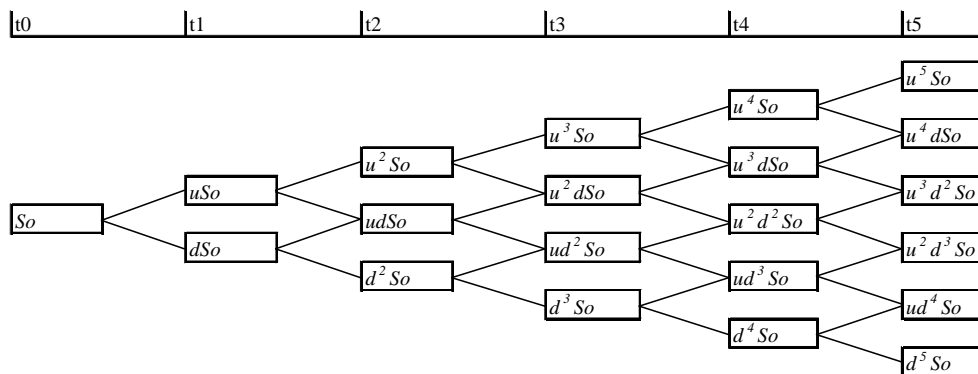 t0 t1 t2 t3 t4 t5
u⁵So
u⁴So
u⁴dSo
u³So
u³dSo
u²So
u²dSo
u³d²So
uSo
So
udSo
u²d²So
dSo
ud²So
u²d³So
d²So
ud³So
d³So
ud⁴So
d⁴So
d⁵So